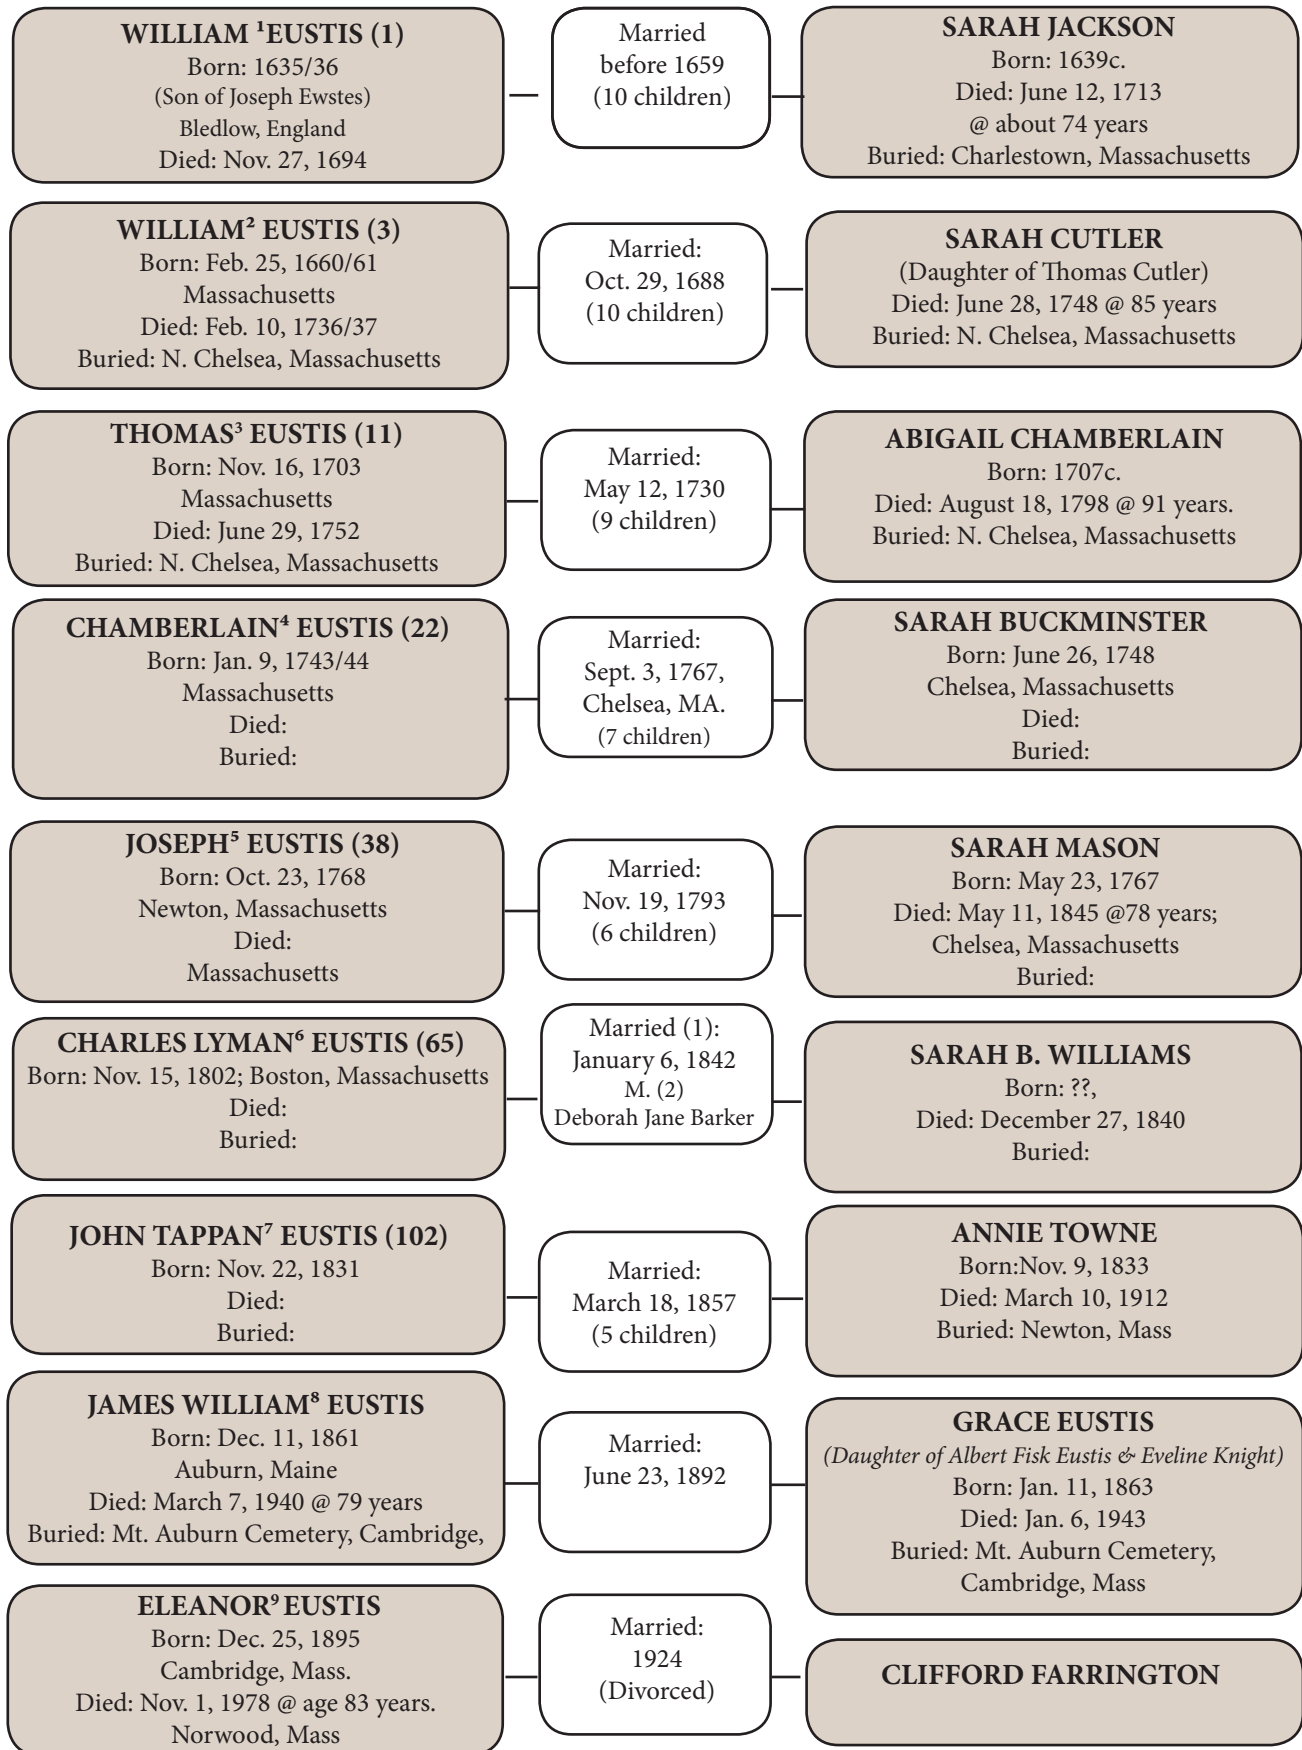 WILLIAM ¹EUSTIS (1)
Born: 1635/36
(Son of Joseph Ewstes)
Bledlow, England
Died: Nov. 27, 1694
Married
before 1659
(10 children)
SARAH JACKSON
Born: 1639c.
Died: June 12, 1713
@ about 74 years
Buried: Charlestown, Massachusetts
WILLIAM² EUSTIS (3)
Born: Feb. 25, 1660/61
Massachusetts
Died: Feb. 10, 1736/37
Buried: N. Chelsea, Massachusetts
Married:
Oct. 29, 1688
(10 children)
SARAH CUTLER
(Daughter of Thomas Cutler)
Died: June 28, 1748 @ 85 years
Buried: N. Chelsea, Massachusetts
THOMAS³ EUSTIS (11)
Born: Nov. 16, 1703
Massachusetts
Died: June 29, 1752
Buried: N. Chelsea, Massachusetts
Married:
May 12, 1730
(9 children)
ABIGAIL CHAMBERLAIN
Born: 1707c.
Died: August 18, 1798 @ 91 years.
Buried: N. Chelsea, Massachusetts
CHAMBERLAIN⁴ EUSTIS (22)
Born: Jan. 9, 1743/44
Massachusetts
Died:
Buried:
Married:
Sept. 3, 1767,
Chelsea, MA.
(7 children)
SARAH BUCKMINSTER
Born: June 26, 1748
Chelsea, Massachusetts
Died:
Buried:
JOSEPH⁵ EUSTIS (38)
Born: Oct. 23, 1768
Newton, Massachusetts
Died:
Massachusetts
Married:
Nov. 19, 1793
(6 children)
SARAH MASON
Born: May 23, 1767
Died: May 11, 1845 @78 years;
Chelsea, Massachusetts
Buried:
CHARLES LYMAN⁶ EUSTIS (65)
Born: Nov. 15, 1802; Boston, Massachusetts
Died:
Buried:
Married (1):
January 6, 1842
M. (2)
Deborah Jane Barker
SARAH B. WILLIAMS
Born: ??,
Died: December 27, 1840
Buried:
JOHN TAPPAN⁷ EUSTIS (102)
Born: Nov. 22, 1831
Died:
Buried:
Married:
March 18, 1857
(5 children)
ANNIE TOWNE
Born:Nov. 9, 1833
Died: March 10, 1912
Buried: Newton, Mass
JAMES WILLIAM⁸ EUSTIS
Born: Dec. 11, 1861
Auburn, Maine
Died: March 7, 1940 @ 79 years
Buried: Mt. Auburn Cemetery, Cambridge,
Married:
June 23, 1892
GRACE EUSTIS
(Daughter of Albert Fisk Eustis & Eveline Knight)
Born: Jan. 11, 1863
Died: Jan. 6, 1943
Buried: Mt. Auburn Cemetery,
Cambridge, Mass
ELEANOR⁹ EUSTIS
Born: Dec. 25, 1895
Cambridge, Mass.
Died: Nov. 1, 1978 @ age 83 years.
Norwood, Mass
Married:
1924
(Divorced)
CLIFFORD FARRINGTON